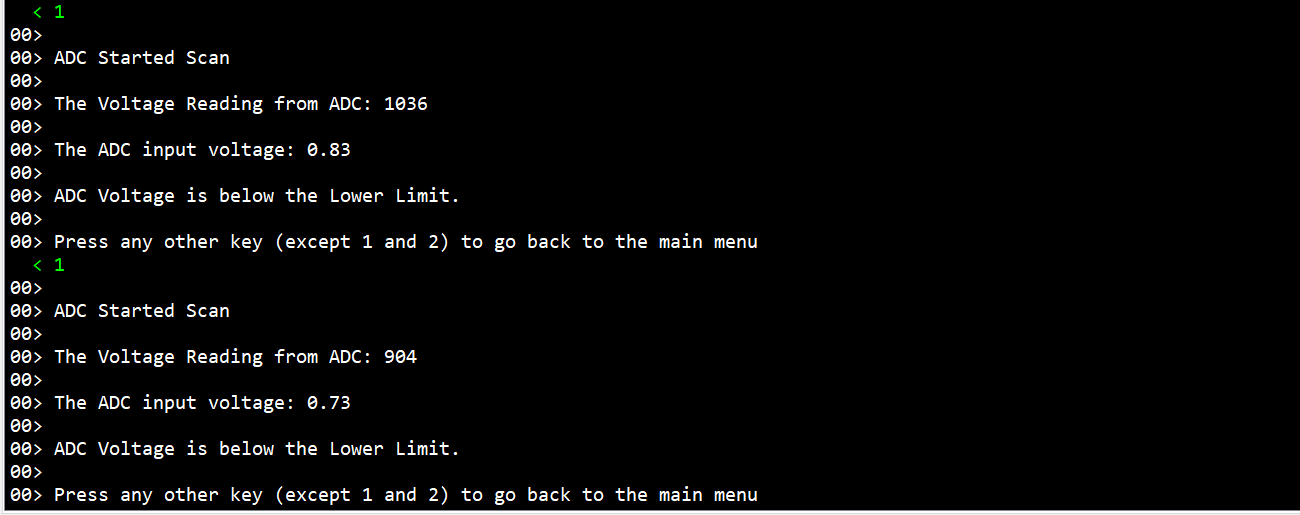 < 1
00>
00> ADC Started Scan
00>
00> The Voltage Reading from ADC: 1036
00>
00> The ADC input voltage: 0.83
00>
00> ADC Voltage is below the Lower Limit.
00>
00> Press any other key (except 1 and 2) to go back to the main menu
< 1
00>
00> ADC Started Scan
00>
00> The Voltage Reading from ADC: 904
00>
00> The ADC input voltage: 0.73
00>
00> ADC Voltage is below the Lower Limit.
00>
00> Press any other key (except 1 and 2) to go back to the main menu